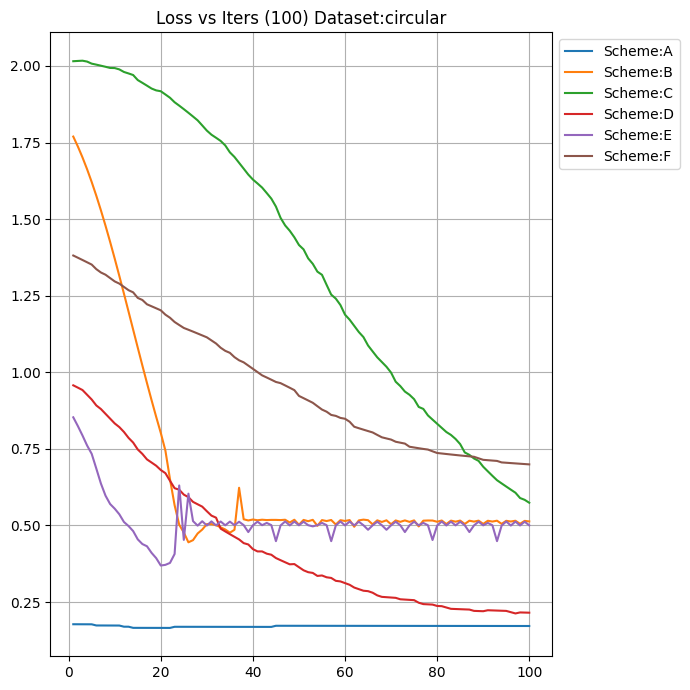 Loss vs Iters (100) Dataset:circular
2.00
1.75
1.50
1.25
1.00
0.75
0.50
0.25
0 20 40 60 80 100
Scheme:A
Scheme:B
Scheme:C
Scheme:D
Scheme:E
Scheme:F